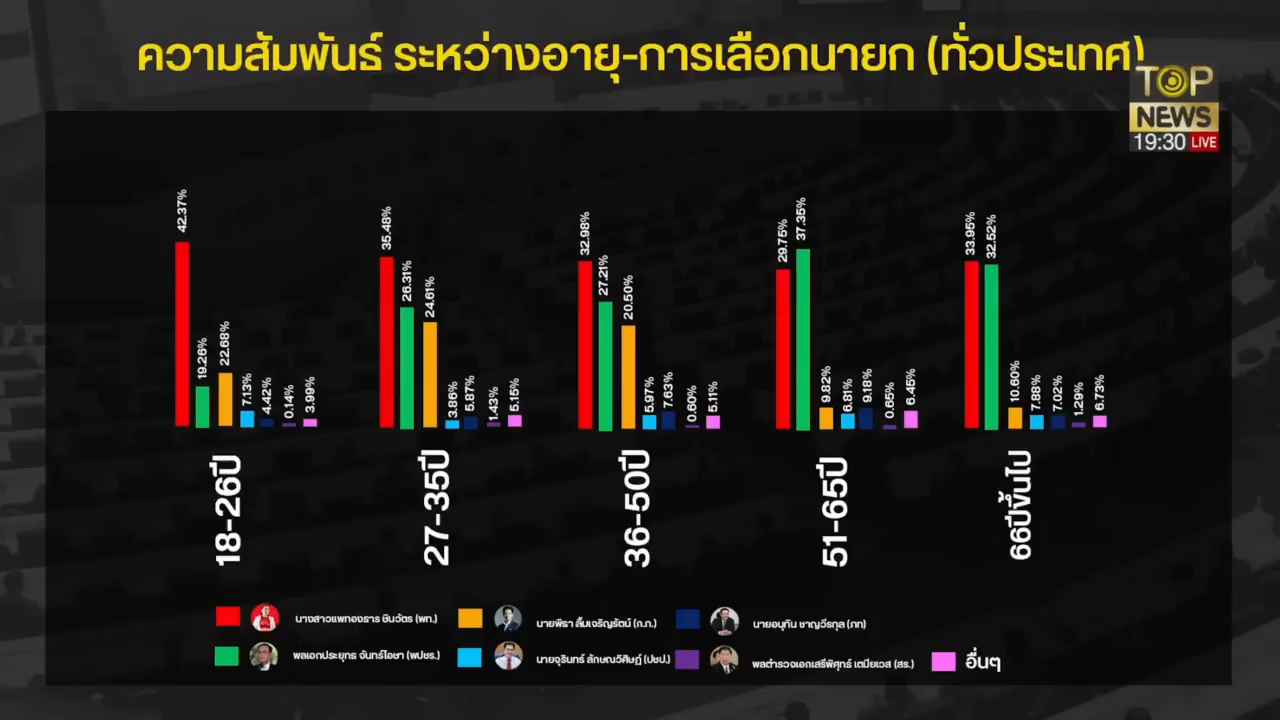 ความสัมพันธ์ ระหว่างอายุ-การเลือกนายก (ทั่วประเทศ)
TOP
NEWS
19:30 LIVE
42.37%
19.26%
22.68%
7.13%
4.42%
0.14%
3.99%
35.48%
26.31%
24.61%
3.86%
5.87%
1.43%
5.15%
32.98%
27.21%
20.50%
5.97%
7.63%
0.60%
5.11%
29.75%
37.35%
9.82%
6.81%
9.18%
0.65%
6.45%
33.95%
32.52%
10.60%
7.88%
7.02%
1.29%
6.73%
18-26ปี
27-35ปี
36-50ปี
51-65ปี
66ปีขึ้นไป
นางสาวแพทองธาร ชินวัตร (พท.)
นายพิธา ลิ้มเจริญรัตน์ (ก.ก.)
นายอนุทิน ชาญวีรกุล (ภท)
พลเอกประยุทธ จันทร์โอชา (พปชร.)
นายจุรินทร์ ลักษณวิศิษฏ์ (ปชป.)
พลตำรวจเอกเสรีพิศุทธ์ เตมียเวส (สร.)
อื่นๆ